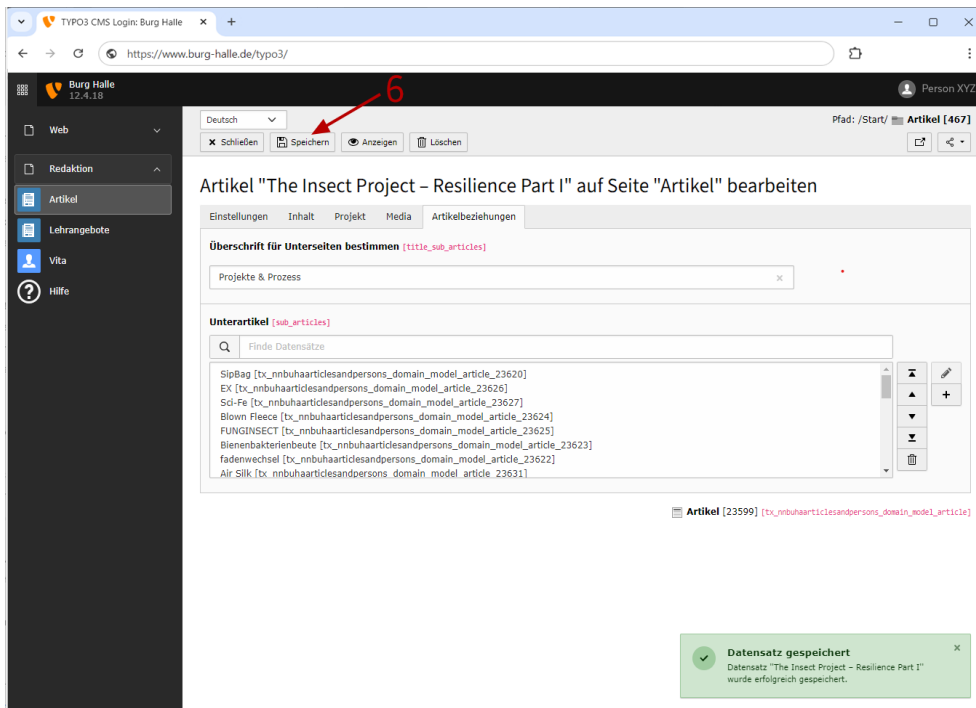 TYPO3 CMS Login: Burg Halle
https://www.burg-halle.de/typo3/
Burg Halle
12.4.18
6
Person XYZ
Web
Redaktion
Artikel
Lehrangebote
Vita
Hilfe
Deutsch
Pfad: /Start/ Artikel [467]
Schließen Speichern Anzeigen Löschen
Artikel "The Insect Project – Resilience Part I" auf Seite "Artikel" bearbeiten
Einstellungen Inhalt Projekt Media Artikelbeziehungen
Überschrift für Unterseiten bestimmen [title_sub_articles]
Projekte & Prozess
Unterartikel [sub_articles]
Finde Datensätze
SipBag [tx_nnbuhaarticlesandpersons_domain_model_article_23620]
EX [tx_nnbuhaarticlesandpersons_domain_model_article_23626]
Sci-Fe [tx_nnbuhaarticlesandpersons_domain_model_article_23627]
Blown Fleece [tx_nnbuhaarticlesandpersons_domain_model_article_23624]
FUNGINSECT [tx_nnbuhaarticlesandpersons_domain_model_article_23625]
Bienenbakterienbeute [tx_nnbuhaarticlesandpersons_domain_model_article_23623]
fadenwechsel [tx_nnbuhaarticlesandpersons_domain_model_article_23622]
Air Silk [tx_nnbuhaarticlesandpersons_domain_model_article_23631]
Artikel [23599] [tx_nnbuhaarticlesandpersons_domain_model_article]
Datensatz gespeichert
Datensatz "The Insect Project – Resilience Part I"
wurde erfolgreich gespeichert.